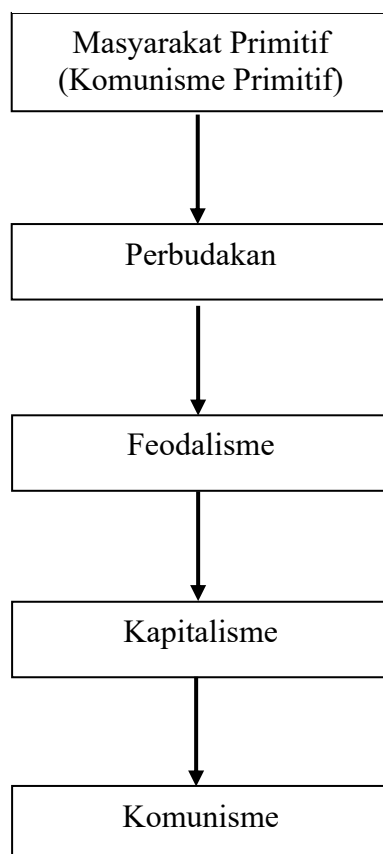 Masyarakat Primitif
(Komunisme Primitif)
Perbudakan
Feodalisme
Kapitalisme
Komunisme